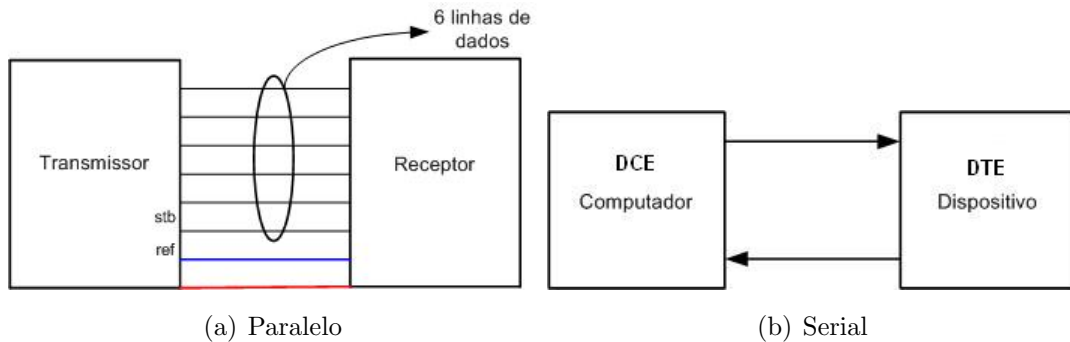 6 linhas de
dados
Transmissor
Receptor
stb
ref
DCE
Computador
DTE
Dispositivo
(a) Paralelo
(b) Serial